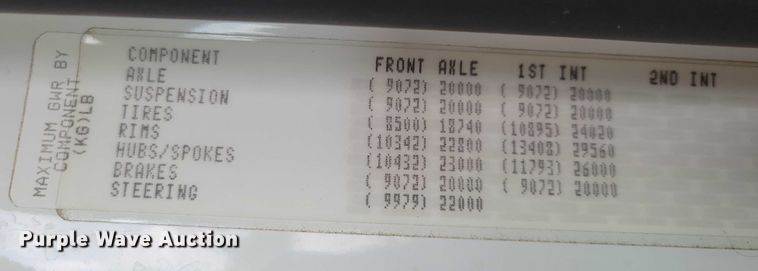 MAXIMUM GWR BY
COMPONENT
(KG)LB
COMPONENT FRONT AXLE 1ST INT 2ND INT
AXLE ( 9072) 20000 ( 9072) 20000
SUSPENSION ( 9072) 20000 ( 9072) 20000
TIRES ( 8500) 18740 (10895) 24020
RIMS (10342) 22800 (13408) 29560
HUBS/SPOKES (10432) 23000 (11793) 26000
BRAKES ( 9072) 20000 ( 9072) 20000
STEERING ( 9979) 22000
Purple Wave Auction